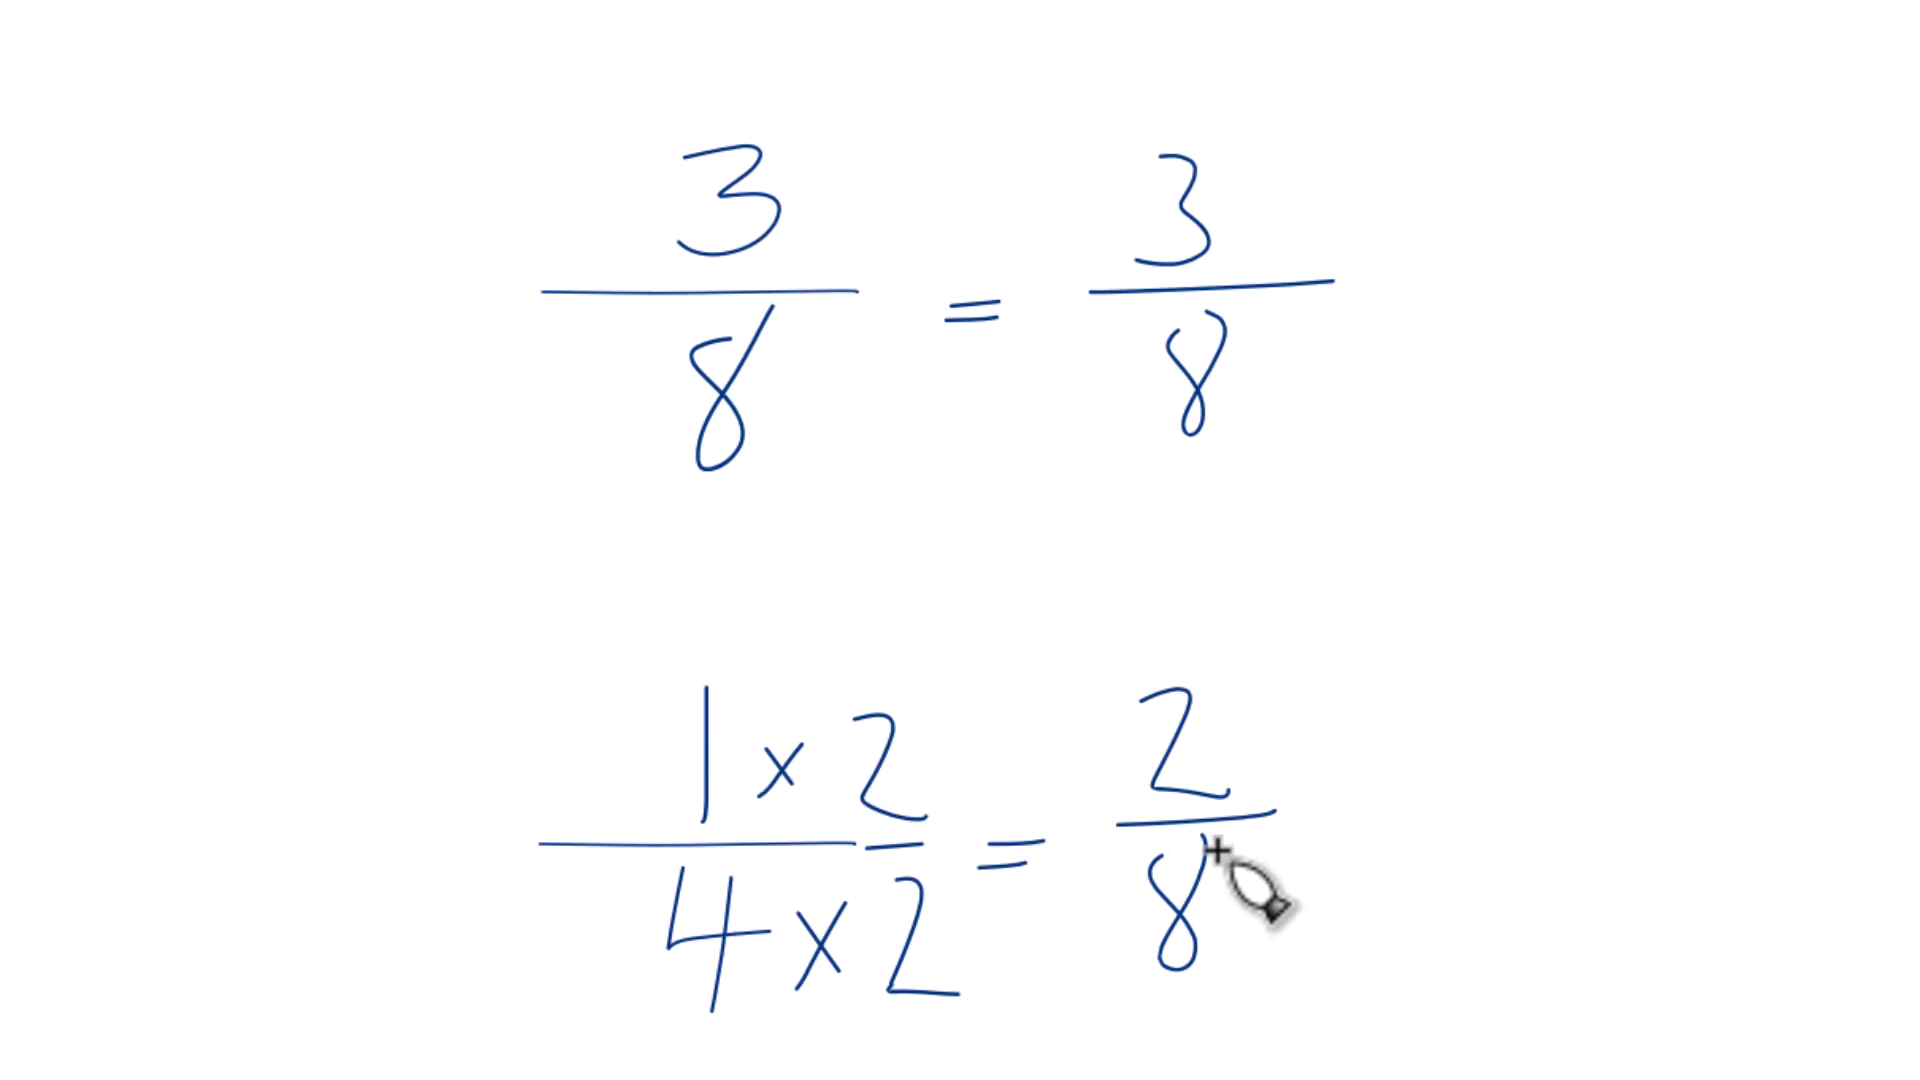 3/8 = 3/8
1 x 2/4 x 2 = 2/8